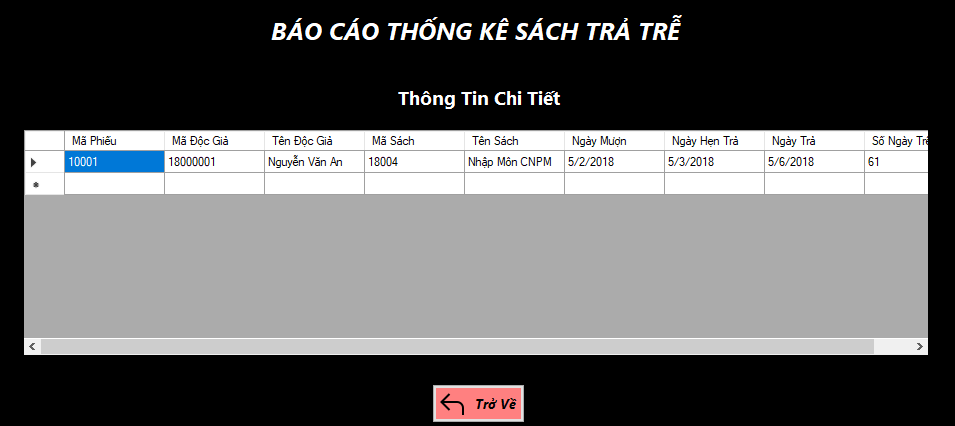 BÁO CÁO THỐNG KÊ SÁCH TRẢ TRỄ
Thông Tin Chi Tiết
Mã Phiếu Mã Độc Giả Tên Độc Giả Mã Sách Tên Sách Ngày Mượn Ngày Hẹn Trả Ngày Trả Số Ngày Trễ
10001 18000001 Nguyễn Văn An 18004 Nhập Môn CNPM 5/2/2018 5/3/2018 5/6/2018 61
Trở Về